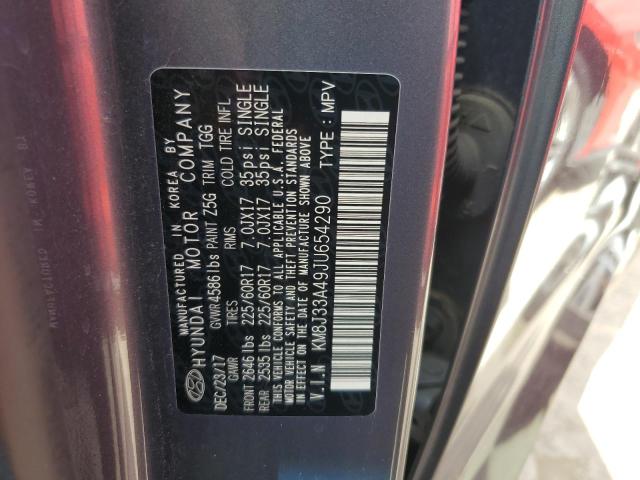 MANUFACTURED IN KOREA BY
HYUNDAI MOTOR COMPANY
DEC/23/17 GVWR 4586 lbs PAINT Z5G TRIM TGG
GAWR TIRES RIMS COLD TIRE INFL
FRONT 2646 lbs 225/60R17 7.0JX17 35psi SINGLE
REAR 2535 lbs 225/60R17 7.0JX17 35psi SINGLE
THIS VEHICLE CONFORMS TO ALL APPLICABLE U.S.A. FEDERAL
MOTOR VEHICLE SAFETY, BUMPER, AND THEFT PREVENTION STANDARDS
IN EFFECT ON THE DATE OF MANUFACTURE SHOWN ABOVE
V.I.N KM8J33A49JU654290 TYPE : MPV